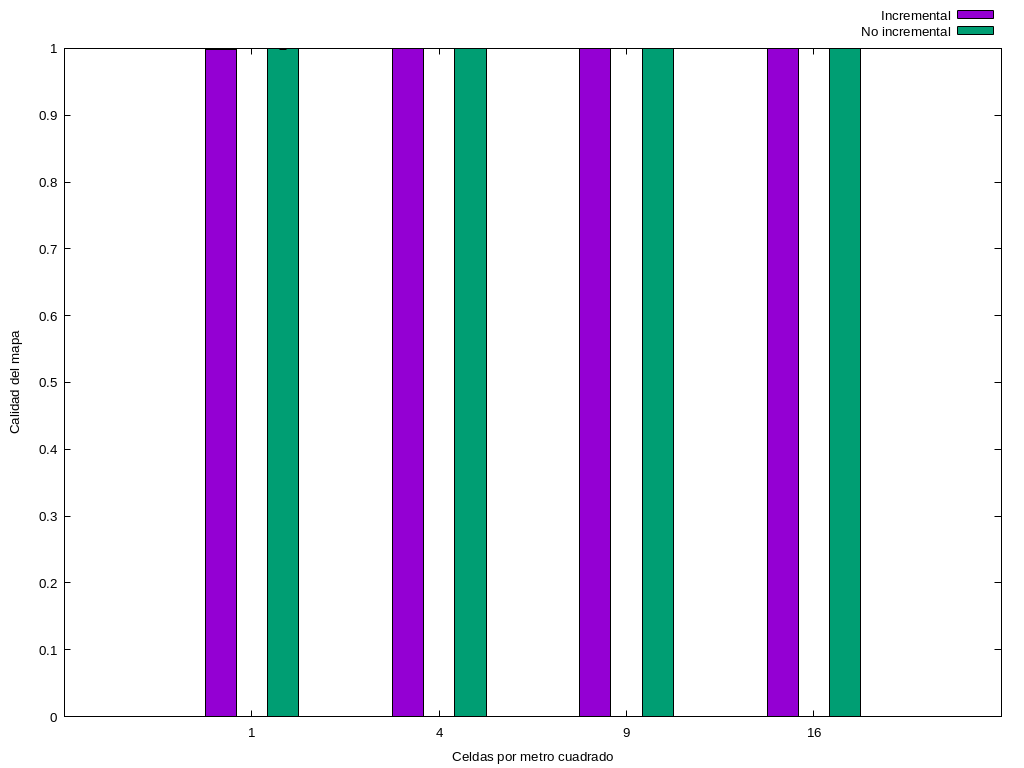 Incremental
No incremental
1
0.9
0.8
0.7
0.6
0.5
0.4
0.3
0.2
0.1
0
Calidad del mapa
1 4 9 16
Celdas por metro cuadrado